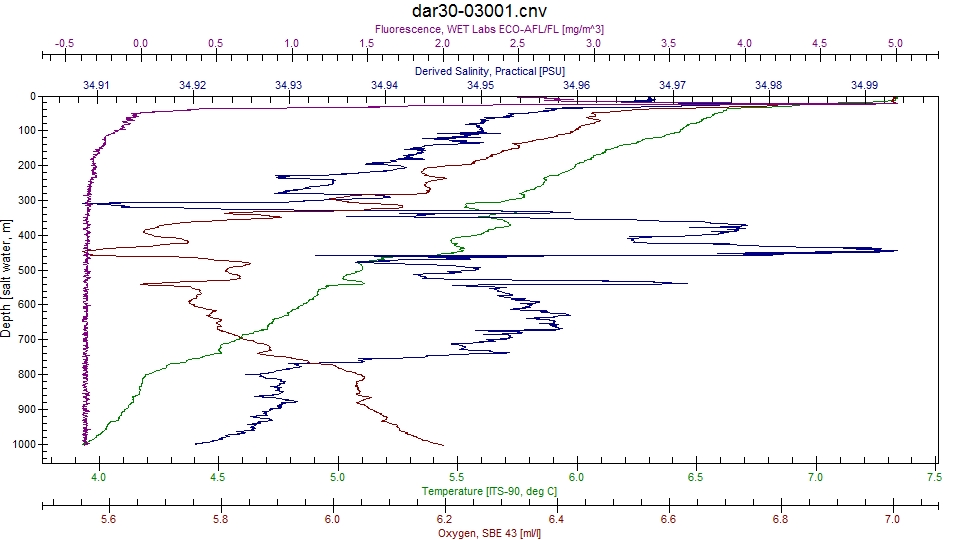 dar30-03001.cnv
Fluorescence, WET Labs ECO-AFL/FL [mg/m^3]
-0.5 0.0 0.5 1.0 1.5 2.0 2.5 3.0 3.5 4.0 4.5 5.0
Derived Salinity, Practical [PSU]
34.91 34.92 34.93 34.94 34.95 34.96 34.97 34.98 34.99
0
100
200
300
400
500
600
700
800
900
1000
Depth [salt water, m]
4.0 4.5 5.0 5.5 6.0 6.5 7.0 7.5
Temperature [ITS-90, deg C]
5.6 5.8 6.0 6.2 6.4 6.6 6.8 7.0
Oxygen, SBE 43 [ml/l]